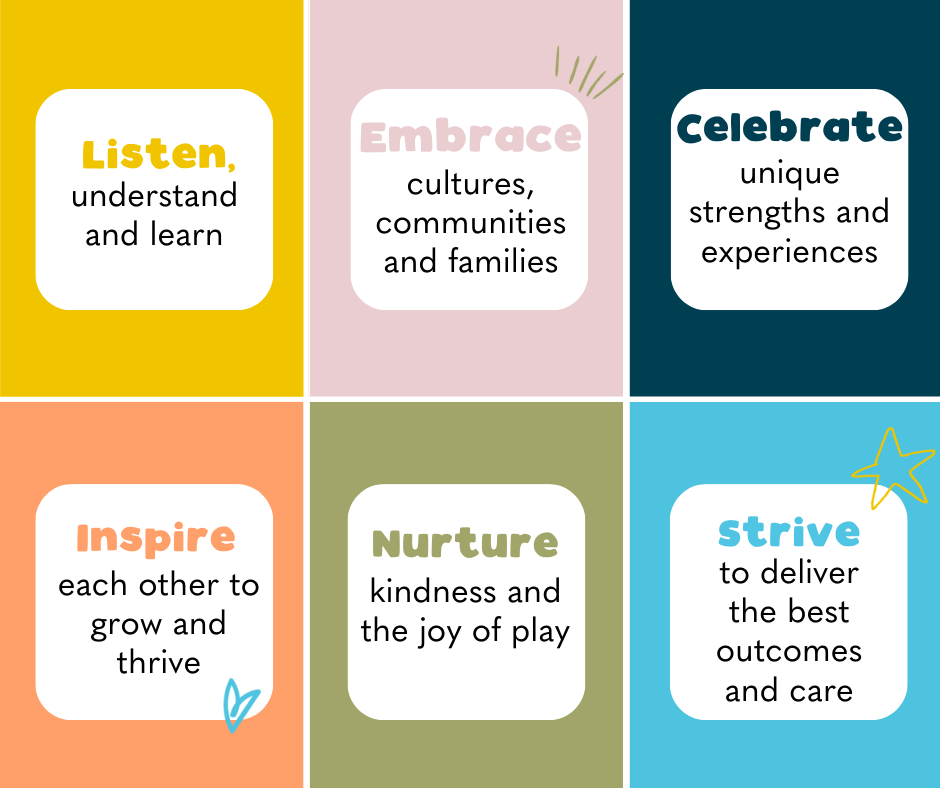 Listen,
understand
and learn
Embrace
cultures,
communities
and families
Celebrate
unique
strengths and
experiences
Inspire
each other to
grow and
thrive
Nurture
kindness and
the joy of play
Strive
to deliver
the best
outcomes
and care